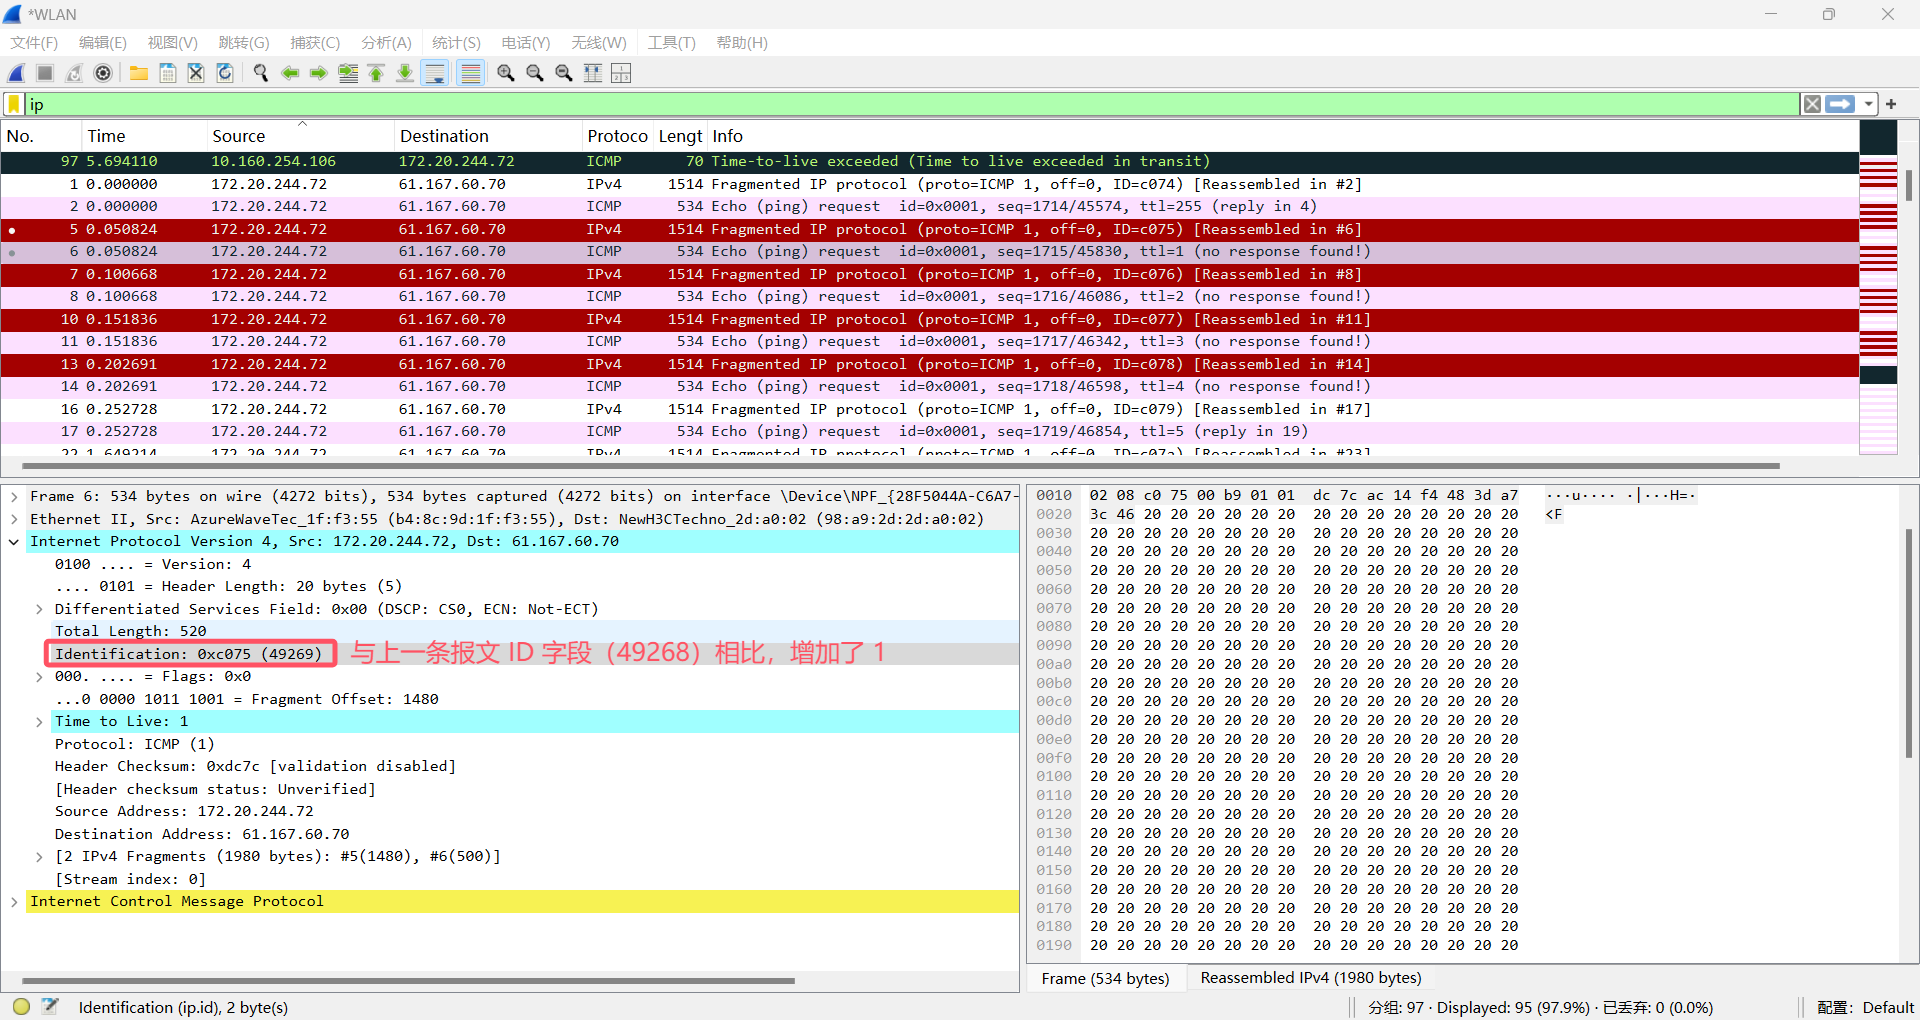 *WLAN
文件(F) 编辑(E) 视图(V) 跳转(G) 捕获(C) 分析(A) 统计(S) 电话(Y) 无线(W) 工具(T) 帮助(H)
ip
No. Time Source Destination Protoco Lengt Info
97 5.694110 10.160.254.106 172.20.244.72 ICMP 70 Time-to-live exceeded (Time to live exceeded in transit)
1 0.000000 172.20.244.72 61.167.60.70 IPv4 1514 Fragmented IP protocol (proto=ICMP 1, off=0, ID=c074) [Reassembled in #2]
2 0.000000 172.20.244.72 61.167.60.70 ICMP 534 Echo (ping) request id=0x0001, seq=1714/45574, ttl=255 (reply in 4)
5 0.050824 172.20.244.72 61.167.60.70 IPv4 1514 Fragmented IP protocol (proto=ICMP 1, off=0, ID=c075) [Reassembled in #6]
6 0.050824 172.20.244.72 61.167.60.70 ICMP 534 Echo (ping) request id=0x0001, seq=1715/45830, ttl=1 (no response found!)
7 0.100668 172.20.244.72 61.167.60.70 IPv4 1514 Fragmented IP protocol (proto=ICMP 1, off=0, ID=c076) [Reassembled in #8]
8 0.100668 172.20.244.72 61.167.60.70 ICMP 534 Echo (ping) request id=0x0001, seq=1716/46086, ttl=2 (no response found!)
10 0.151836 172.20.244.72 61.167.60.70 IPv4 1514 Fragmented IP protocol (proto=ICMP 1, off=0, ID=c077) [Reassembled in #11]
11 0.151836 172.20.244.72 61.167.60.70 ICMP 534 Echo (ping) request id=0x0001, seq=1717/46342, ttl=3 (no response found!)
13 0.202691 172.20.244.72 61.167.60.70 IPv4 1514 Fragmented IP protocol (proto=ICMP 1, off=0, ID=c078) [Reassembled in #14]
14 0.202691 172.20.244.72 61.167.60.70 ICMP 534 Echo (ping) request id=0x0001, seq=1718/46598, ttl=4 (no response found!)
16 0.252728 172.20.244.72 61.167.60.70 IPv4 1514 Fragmented IP protocol (proto=ICMP 1, off=0, ID=c079) [Reassembled in #17]
17 0.252728 172.20.244.72 61.167.60.70 ICMP 534 Echo (ping) request id=0x0001, seq=1719/46854, ttl=5 (reply in 19)
22 1.649214 172.20.244.72 61.167.60.70 IPv4 1514 Fragmented IP protocol (proto=ICMP 1, off=0, ID=c07a) [Reassembled in #23]
Frame 6: 534 bytes on wire (4272 bits), 534 bytes captured (4272 bits) on interface \Device\NPF_{28F5044A-C6A7-
Ethernet II, Src: AzureWaveTec_1f:f3:55 (b4:8c:9d:1f:f3:55), Dst: NewH3CTechno_2d:a0:02 (98:a9:2d:2d:a0:02)
Internet Protocol Version 4, Src: 172.20.244.72, Dst: 61.167.60.70
0100 .... = Version: 4
.... 0101 = Header Length: 20 bytes (5)
Differentiated Services Field: 0x00 (DSCP: CS0, ECN: Not-ECT)
Total Length: 520
Identification: 0xc075 (49269) 与上一条报文 ID 字段（49268）相比，增加了 1
000. .... = Flags: 0x0
...0 0000 1011 1001 = Fragment Offset: 1480
Time to Live: 1
Protocol: ICMP (1)
Header Checksum: 0xdc7c [validation disabled]
[Header checksum status: Unverified]
Source Address: 172.20.244.72
Destination Address: 61.167.60.70
[2 IPv4 Fragments (1980 bytes): #5(1480), #6(500)]
[Stream index: 0]
Internet Control Message Protocol
0010 02 08 c0 75 00 b9 01 01 dc 7c ac 14 f4 48 3d a7 ···u···· ·|···H=·
0020 3c 46 20 20 20 20 20 20 20 20 20 20 20 20 20 20 <F
0030 20 20 20 20 20 20 20 20 20 20 20 20 20 20 20 20
0040 20 20 20 20 20 20 20 20 20 20 20 20 20 20 20 20
0050 20 20 20 20 20 20 20 20 20 20 20 20 20 20 20 20
0060 20 20 20 20 20 20 20 20 20 20 20 20 20 20 20 20
0070 20 20 20 20 20 20 20 20 20 20 20 20 20 20 20 20
0080 20 20 20 20 20 20 20 20 20 20 20 20 20 20 20 20
0090 20 20 20 20 20 20 20 20 20 20 20 20 20 20 20 20
00a0 20 20 20 20 20 20 20 20 20 20 20 20 20 20 20 20
00b0 20 20 20 20 20 20 20 20 20 20 20 20 20 20 20 20
00c0 20 20 20 20 20 20 20 20 20 20 20 20 20 20 20 20
00d0 20 20 20 20 20 20 20 20 20 20 20 20 20 20 20 20
00e0 20 20 20 20 20 20 20 20 20 20 20 20 20 20 20 20
00f0 20 20 20 20 20 20 20 20 20 20 20 20 20 20 20 20
0100 20 20 20 20 20 20 20 20 20 20 20 20 20 20 20 20
0110 20 20 20 20 20 20 20 20 20 20 20 20 20 20 20 20
0120 20 20 20 20 20 20 20 20 20 20 20 20 20 20 20 20
0130 20 20 20 20 20 20 20 20 20 20 20 20 20 20 20 20
0140 20 20 20 20 20 20 20 20 20 20 20 20 20 20 20 20
0150 20 20 20 20 20 20 20 20 20 20 20 20 20 20 20 20
0160 20 20 20 20 20 20 20 20 20 20 20 20 20 20 20 20
0170 20 20 20 20 20 20 20 20 20 20 20 20 20 20 20 20
0180 20 20 20 20 20 20 20 20 20 20 20 20 20 20 20 20
0190 20 20 20 20 20 20 20 20 20 20 20 20 20 20 20 20
Frame (534 bytes) Reassembled IPv4 (1980 bytes)
Identification (ip.id), 2 byte(s) 分组: 97 · Displayed: 95 (97.9%) · 已丢弃: 0 (0.0%) 配置: Default